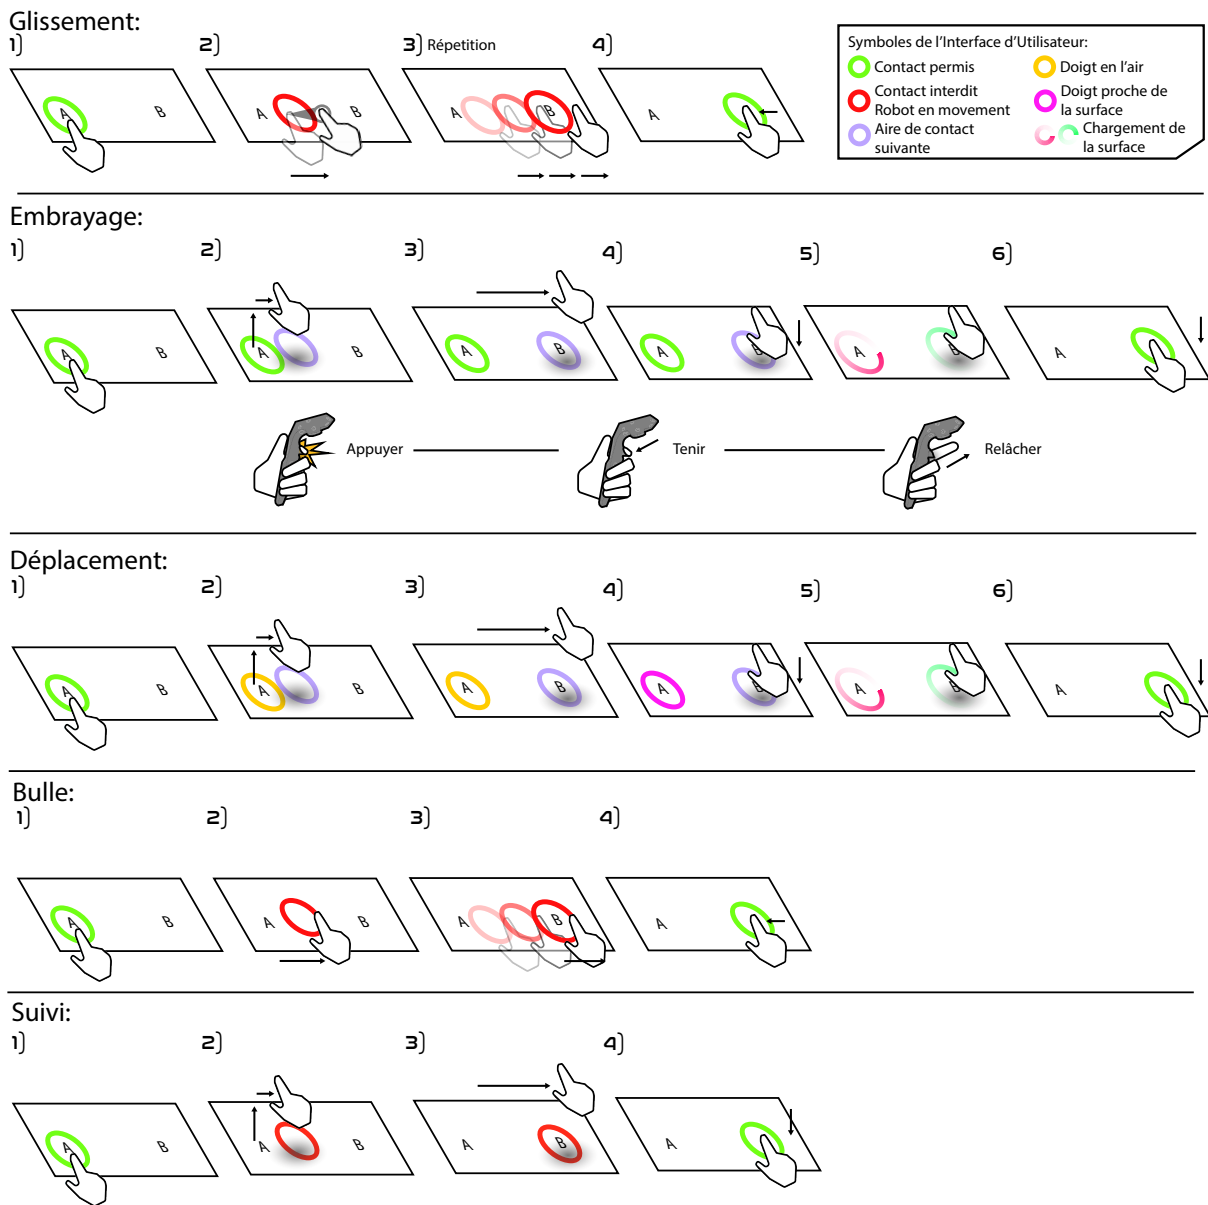 Glissement:
1) 2) 3) Répetition 4)
A B A B A B A
Symboles de l'Interface d'Utilisateur:
Contact permis
Doigt en l'air
Contact interdit
Robot en movement
Doigt proche de
la surface
Aire de contact
suivante
Chargement de
la surface
Embrayage:
1) 2) 3) 4) 5) 6)
A B A B A B A B A B A
Appuyer
Tenir
Relâcher
Déplacement:
1) 2) 3) 4) 5) 6)
A B A B A B A B A B A
Bulle:
1) 2) 3) 4)
A B A B A B A
Suivi:
1) 2) 3) 4)
A B A B A B A